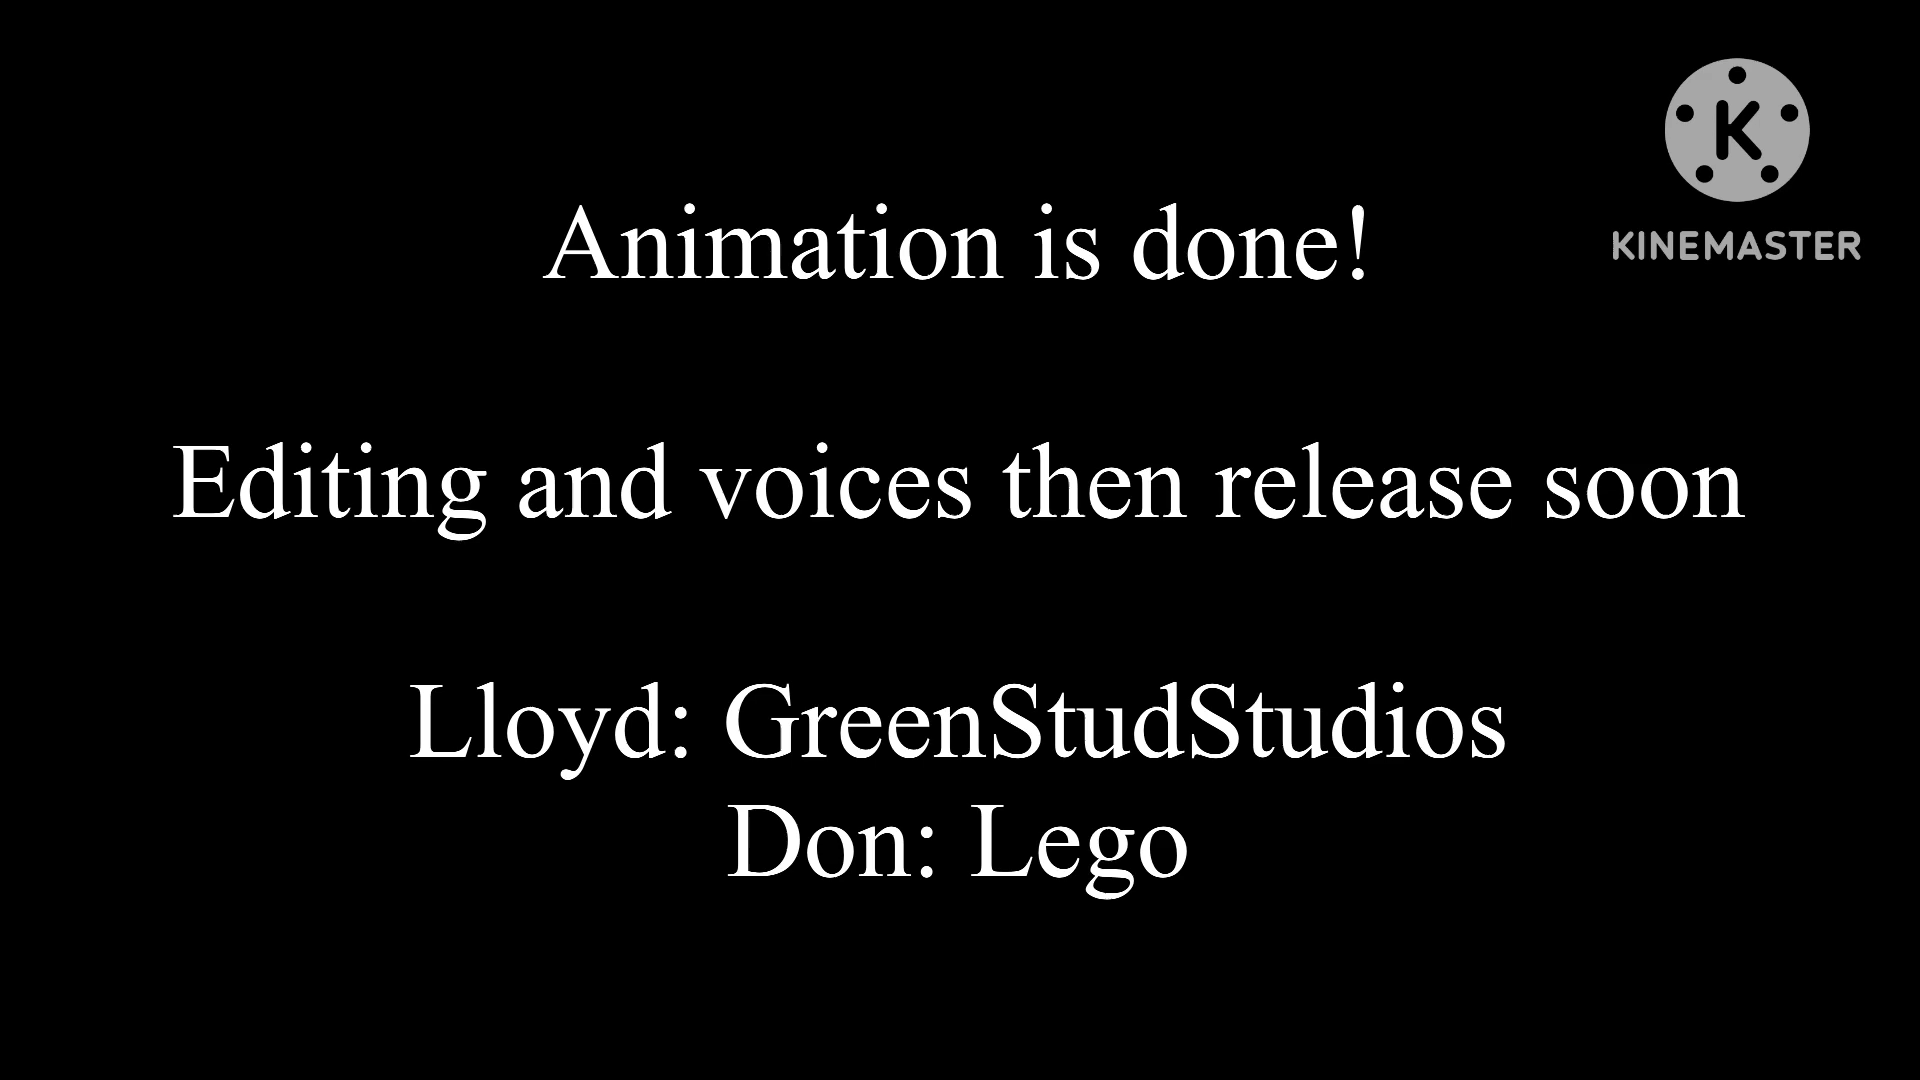 K
KINEMASTER
Animation is done!
Editing and voices then release soon
Lloyd: GreenStudStudios
Don: Lego